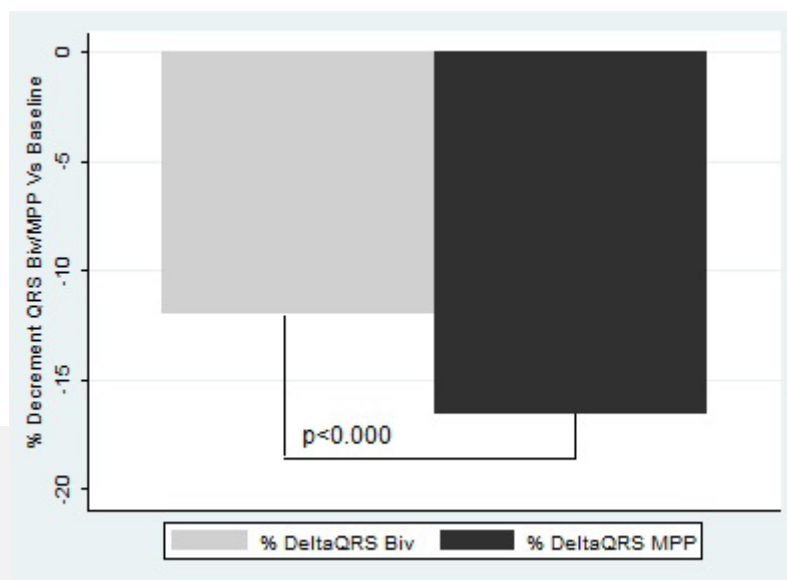 % Decrement QRS Biv/MPP Vs Baseline
0
-5
-10
-15
-20
p<0.000
% DeltaQRS Biv
% DeltaQRS MPP